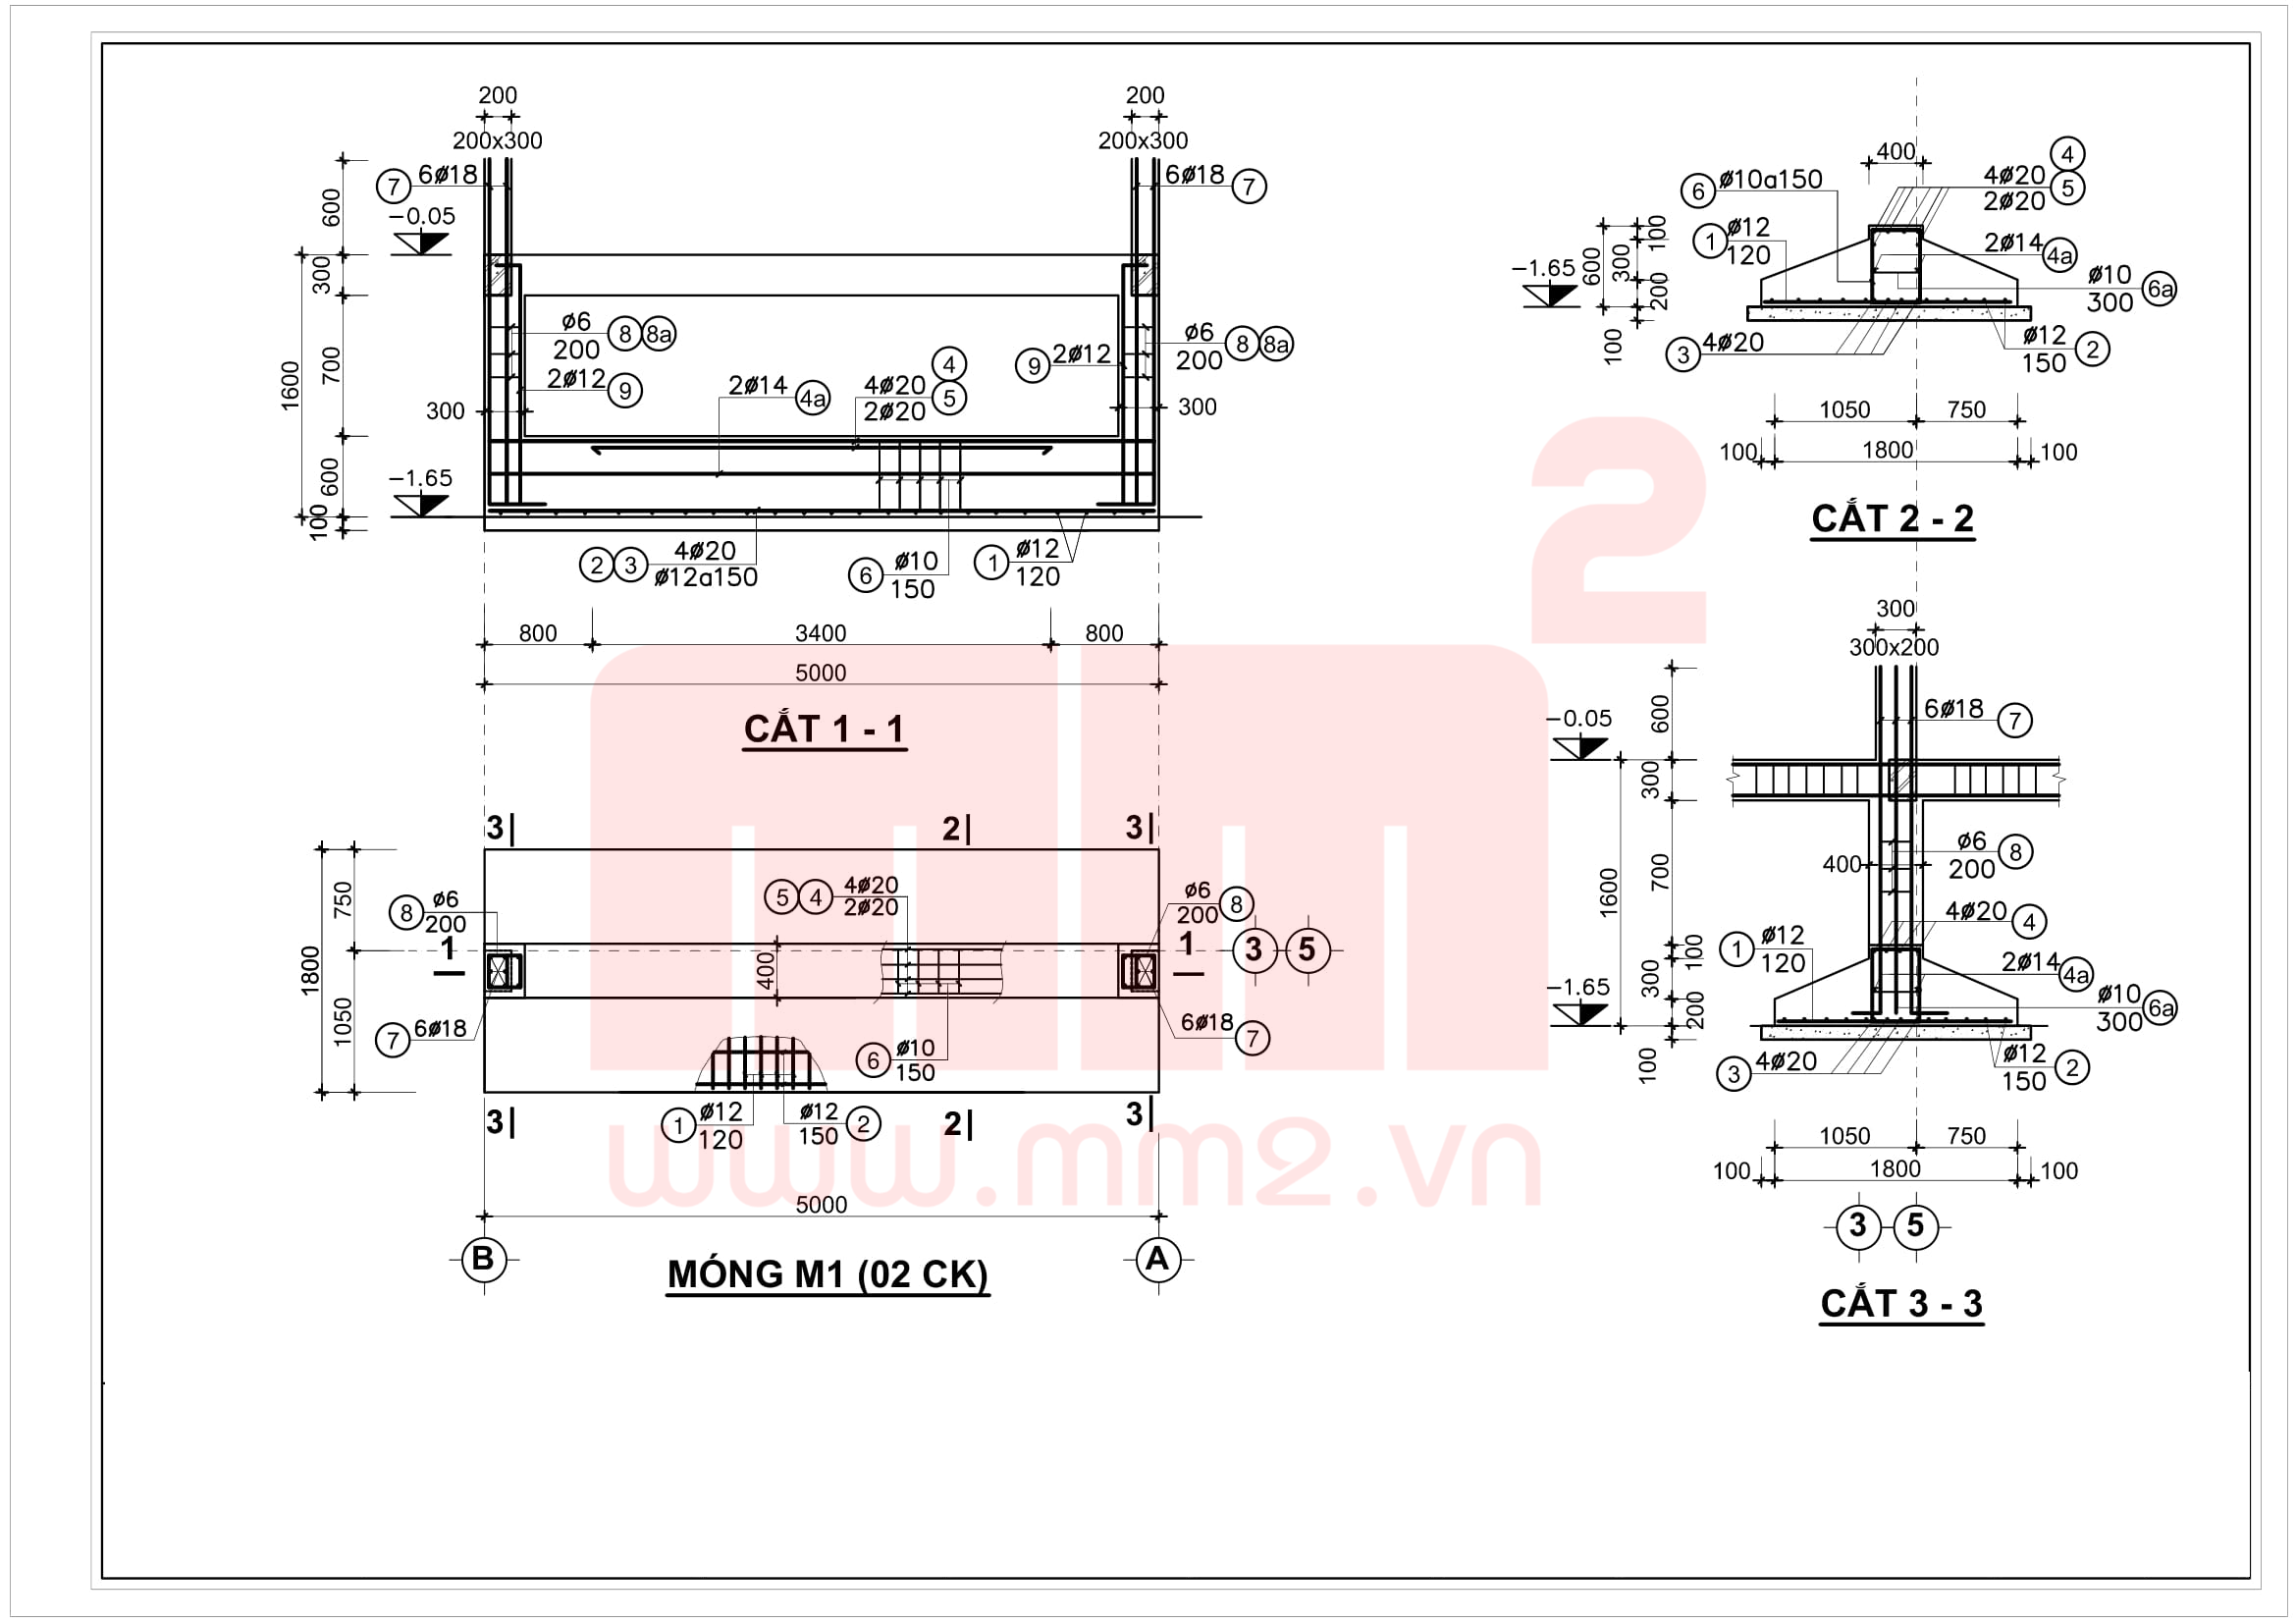 200
200x300
7 6ø18
600
-0.05
300
1600
700
ø6
200
8 8a
2ø12 9
300
600
-1.65
100
200
200x300
6ø18 7
ø6
200
8 8a
9 2ø12
300
2ø14 4a
4
4ø20
2ø20
5
2 3
4ø20
ø12a150
6
ø10
150
1
ø12
120
800 3400 800
5000
CẮT 1 - 1
400
4
4ø20
2ø20
5
6 ø10a150
1
ø12
120
2ø14 4a
ø10
300
6a
100
300
600
200
-1.65
100
3 4ø20
ø12
150
2
1050 750
100 1800 100
CẮT 2 - 2
2
3 2 3
750
1800
1050
8
ø6
200
1
5 4
4ø20
2ø20
400
ø6
200
8
1
3 5
7 6ø18
6ø18 7
6
ø10
150
1
ø12
120
ø12
150
2
3 2 3
5000
B A
MÓNG M1 (02 CK)
300
300x200
600
-0.05
6ø18 7
300
1600
700
400
ø6
200
8
4ø20 4
1
ø12
120
100
300
200
2ø14 4a
-1.65
ø10
300
6a
100
3 4ø20
ø12
150
2
1050 750
100 1800 100
3 5
CẮT 3 - 3
www.mm2.vn